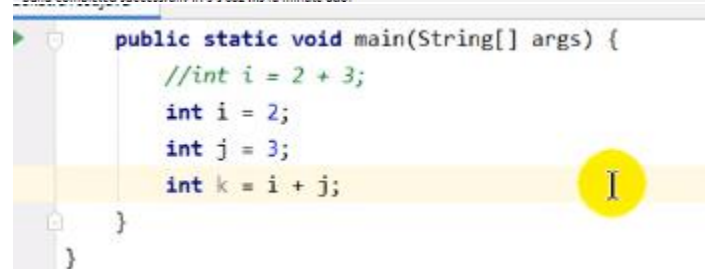 public static void main(String[] args) {
//int i = 2 + 3;
int i = 2;
int j = 3;
int k = i + j;
}
}